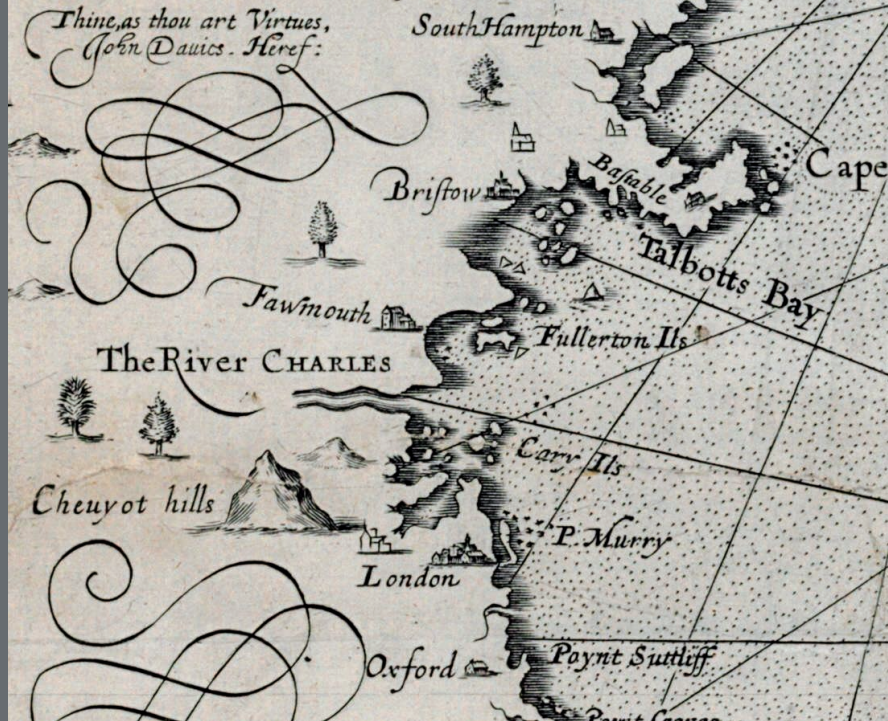 Thine, as thou art Virtues,
John Dauies. Heref:
SouthHampton
Cape
Bastable
Bristow
Talbotts Bay
Fawmouth
Fullerton Ils
The River CHARLES
Cary Ils
Cheuyot hills
P. Murry
London
Poynt Suttliff
Oxford